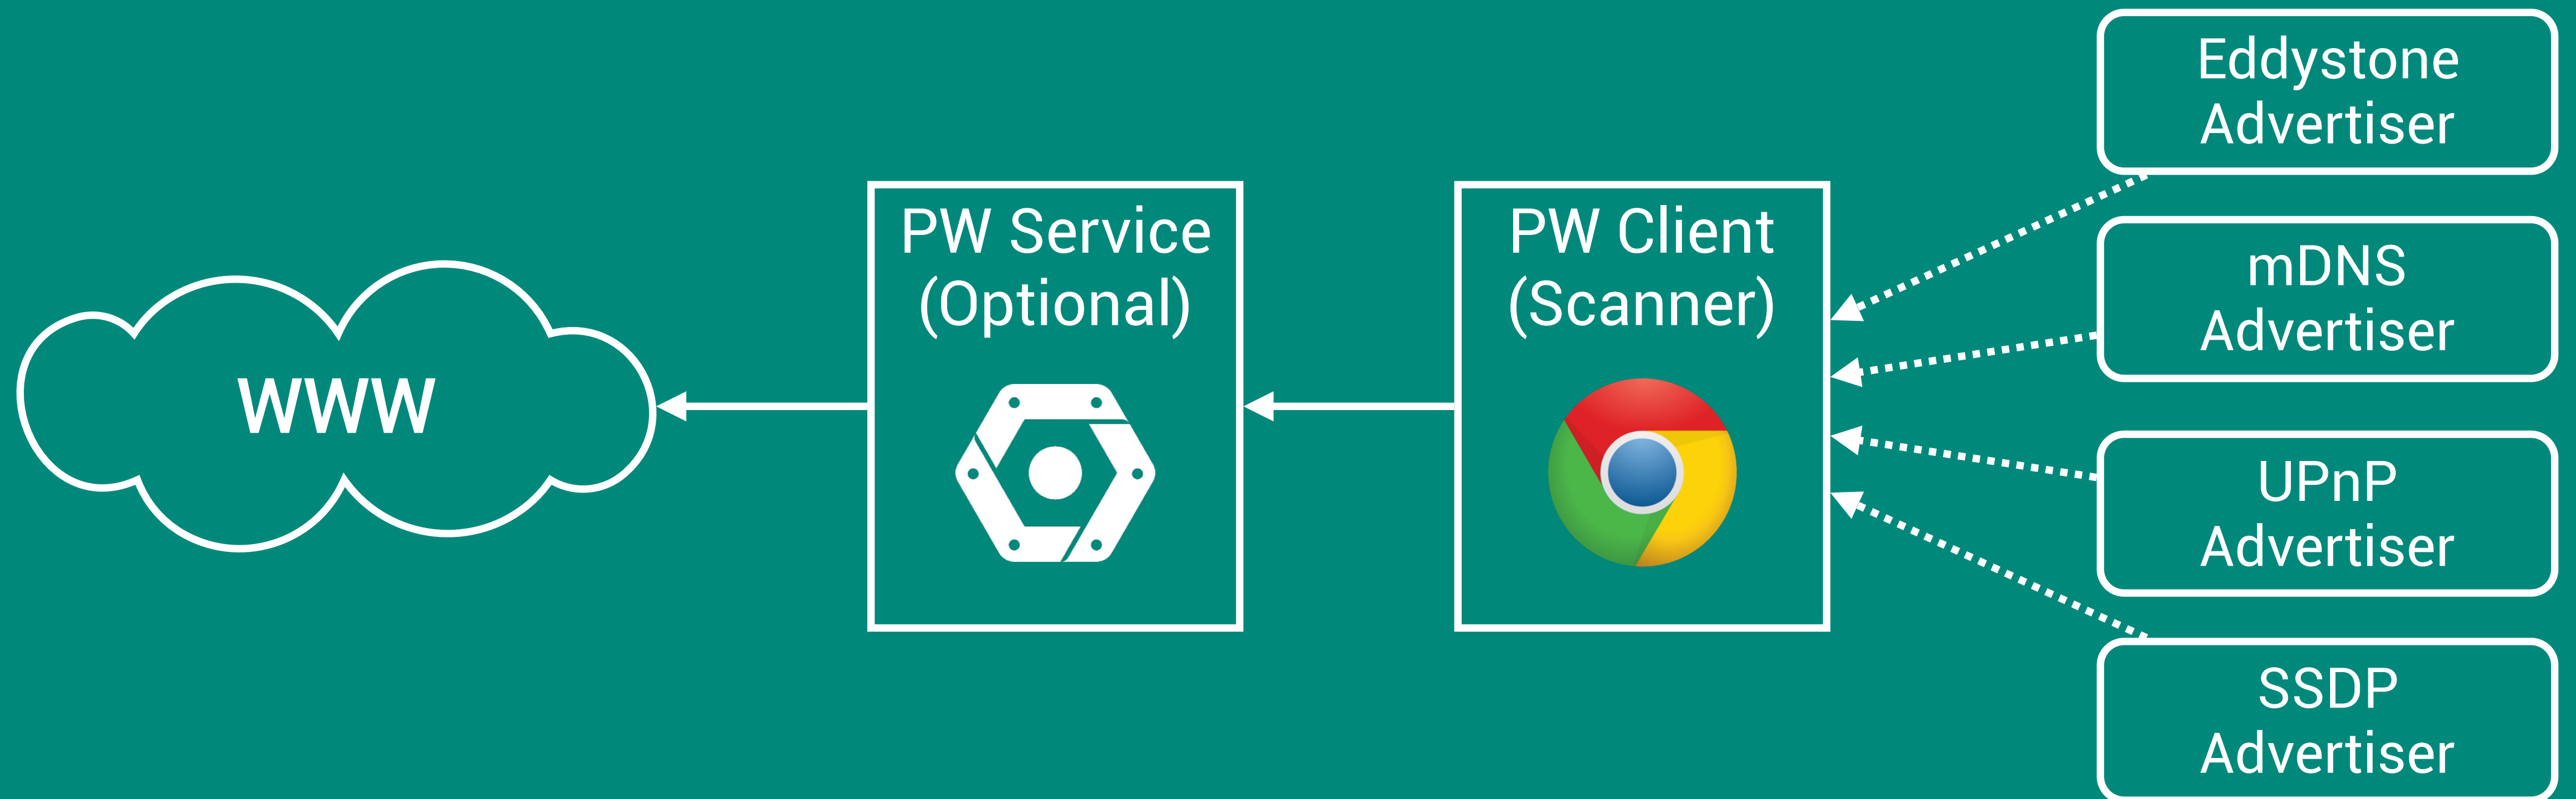 WWW
PW Service
(Optional)
PW Client
(Scanner)
Eddystone
Advertiser
mDNS
Advertiser
UPnP
Advertiser
SSDP
Advertiser